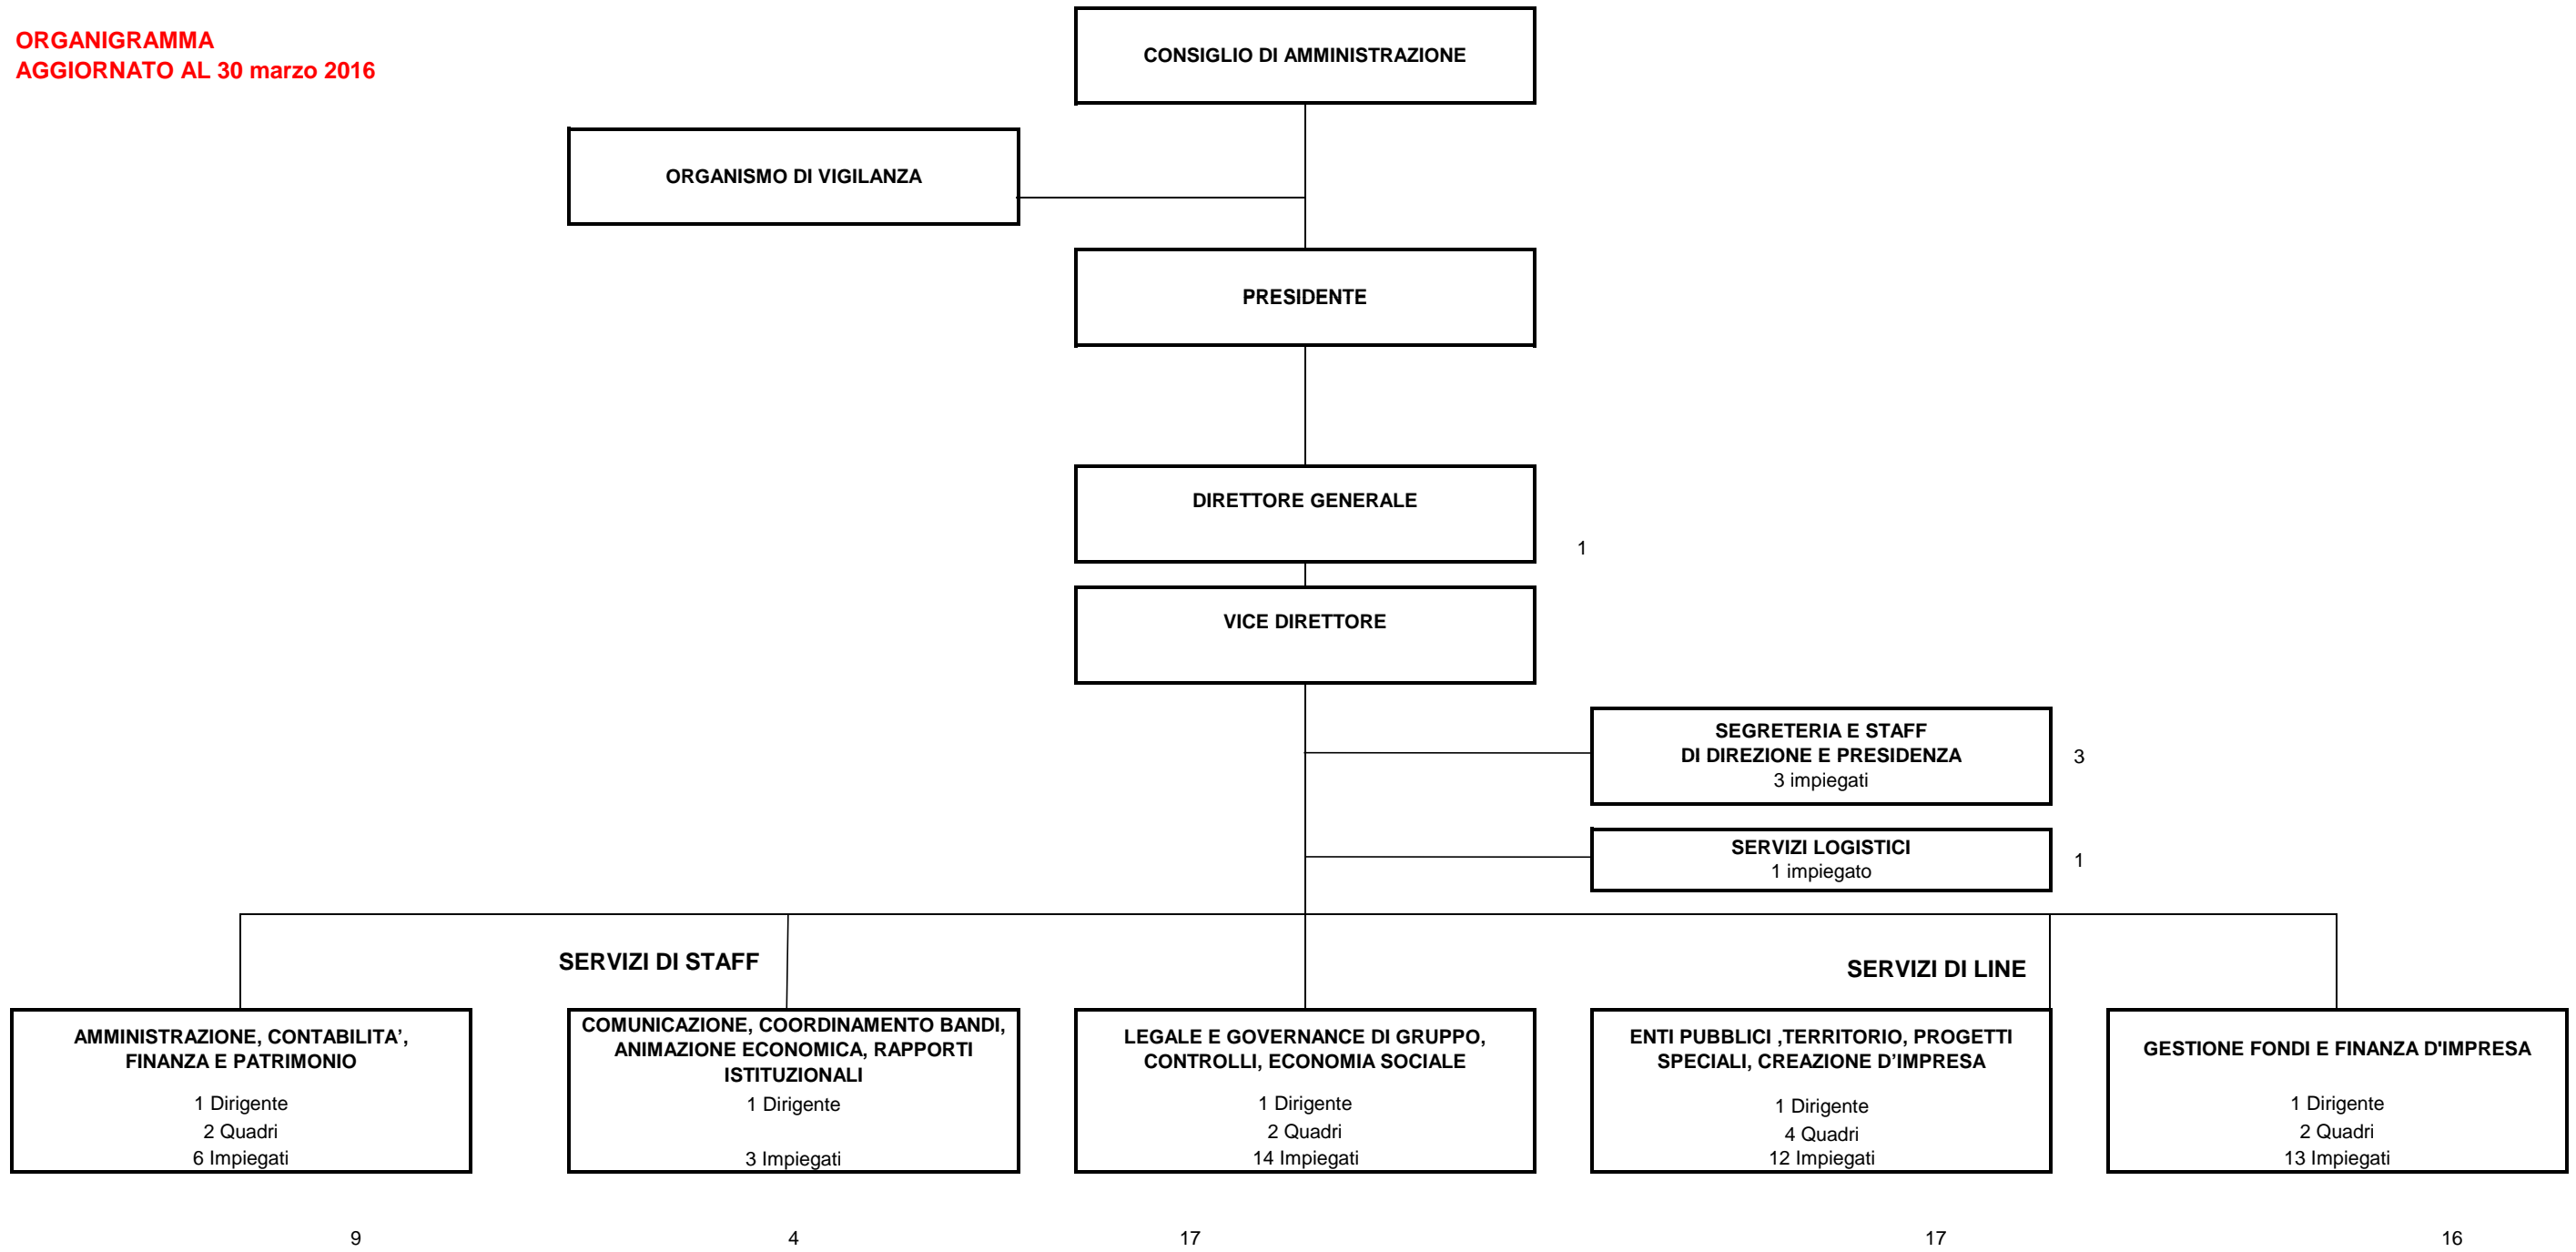 ORGANIGRAMMA
AGGIORNATO AL 30 marzo 2016
CONSIGLIO DI AMMINISTRAZIONE
ORGANISMO DI VIGILANZA
PRESIDENTE
DIRETTORE GENERALE
1
VICE DIRETTORE
SEGRETERIA E STAFF
DI DIREZIONE E PRESIDENZA
3 impiegati
3
SERVIZI LOGISTICI
1 impiegato
1
SERVIZI DI STAFF
SERVIZI DI LINE
AMMINISTRAZIONE, CONTABILITA’,
FINANZA E PATRIMONIO
1 Dirigente
2 Quadri
6 Impiegati
COMUNICAZIONE, COORDINAMENTO BANDI,
ANIMAZIONE ECONOMICA, RAPPORTI
ISTITUZIONALI
1 Dirigente
3 Impiegati
LEGALE E GOVERNANCE DI GRUPPO,
CONTROLLI, ECONOMIA SOCIALE
1 Dirigente
2 Quadri
14 Impiegati
ENTI PUBBLICI ,TERRITORIO, PROGETTI
SPECIALI, CREAZIONE D’IMPRESA
1 Dirigente
4 Quadri
12 Impiegati
GESTIONE FONDI E FINANZA D'IMPRESA
1 Dirigente
2 Quadri
13 Impiegati
9
4
17
17
16